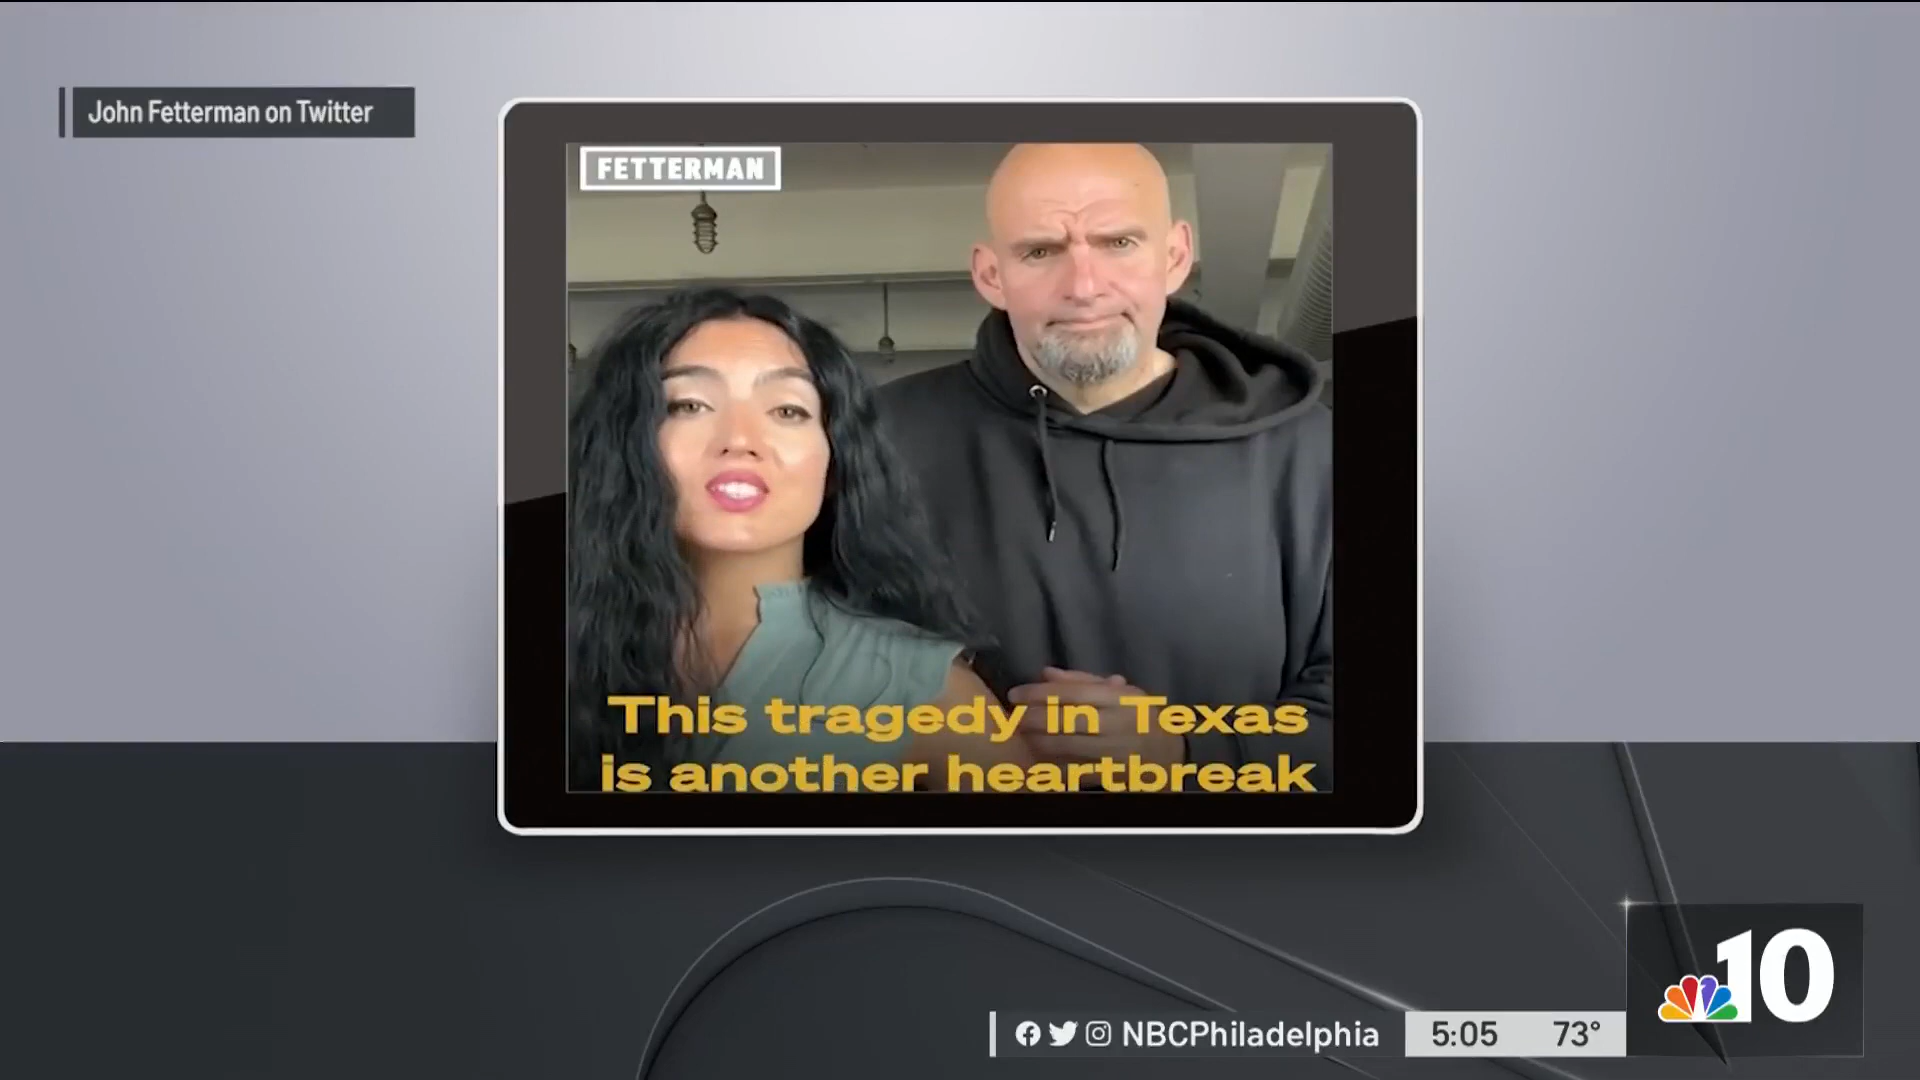 John Fetterman on Twitter
FETTERMAN
This tragedy in Texas
is another heartbreak
NBCPhiladelphia
5:05 73°
10